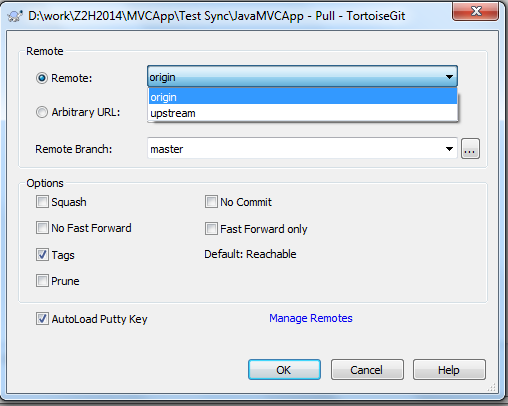 D:\work\Z2H2014\MVCApp\Test Sync\JavaMVCApp - Pull - TortoiseGit
Remote
Remote: origin
origin
Arbitrary URL: upstream
Remote Branch: master ...
Options
Squash No Commit
No Fast Forward Fast Forward only
Tags Default: Reachable
Prune
AutoLoad Putty Key Manage Remotes
OK Cancel Help